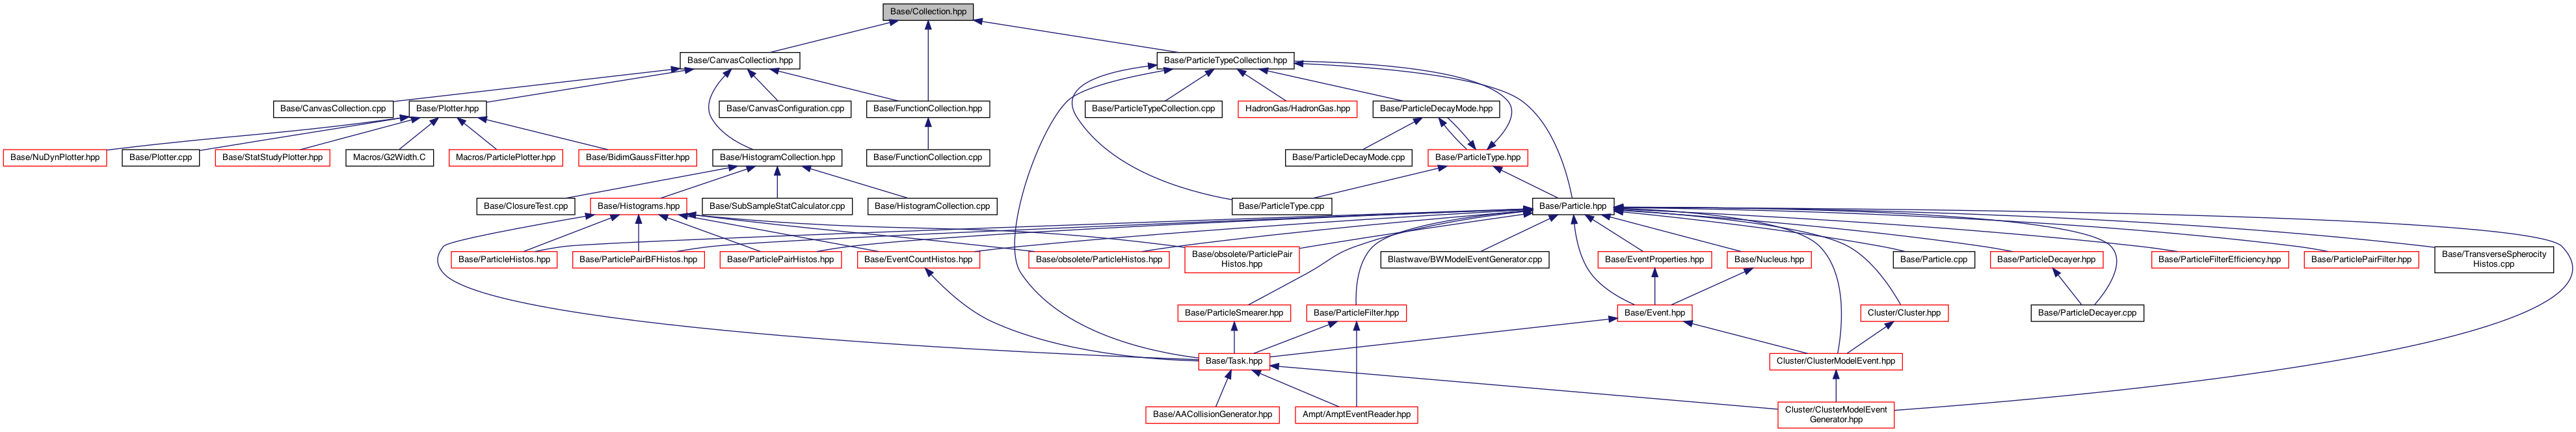 Base/Collection.hpp
Base/CanvasCollection.hpp
Base/ParticleTypeCollection.hpp
Base/CanvasCollection.cpp
Base/Plotter.hpp
Base/CanvasConfiguration.cpp
Base/FunctionCollection.hpp
Base/ParticleTypeCollection.cpp
HadronGas/HadronGas.hpp
Base/ParticleDecayMode.hpp
Base/NuDynPlotter.hpp
Base/Plotter.cpp
Base/StatStudyPlotter.hpp
Macros/G2Width.C
Macros/ParticlePlotter.hpp
Base/BidimGaussFitter.hpp
Base/HistogramCollection.hpp
Base/FunctionCollection.cpp
Base/ParticleDecayMode.cpp
Base/ParticleType.hpp
Base/ClosureTest.cpp
Base/Histograms.hpp
Base/SubSampleStatCalculator.cpp
Base/HistogramCollection.cpp
Base/ParticleType.cpp
Base/Particle.hpp
Base/ParticleHistos.hpp
Base/ParticlePairBFHistos.hpp
Base/ParticlePairHistos.hpp
Base/EventCountHistos.hpp
Base/obsolete/ParticleHistos.hpp
Base/obsolete/ParticlePair
Histos.hpp
Blastwave/BWModelEventGenerator.cpp
Base/EventProperties.hpp
Base/Nucleus.hpp
Base/Particle.cpp
Base/ParticleDecayer.hpp
Base/ParticleFilterEfficiency.hpp
Base/ParticlePairFilter.hpp
Base/TransverseSpherocity
Histos.cpp
Base/ParticleSmearer.hpp
Base/ParticleFilter.hpp
Base/Event.hpp
Cluster/Cluster.hpp
Base/ParticleDecayer.cpp
Base/Task.hpp
Cluster/ClusterModelEvent.hpp
Base/AACollisionGenerator.hpp
Ampt/AmptEventReader.hpp
Cluster/ClusterModelEvent
Generator.hpp